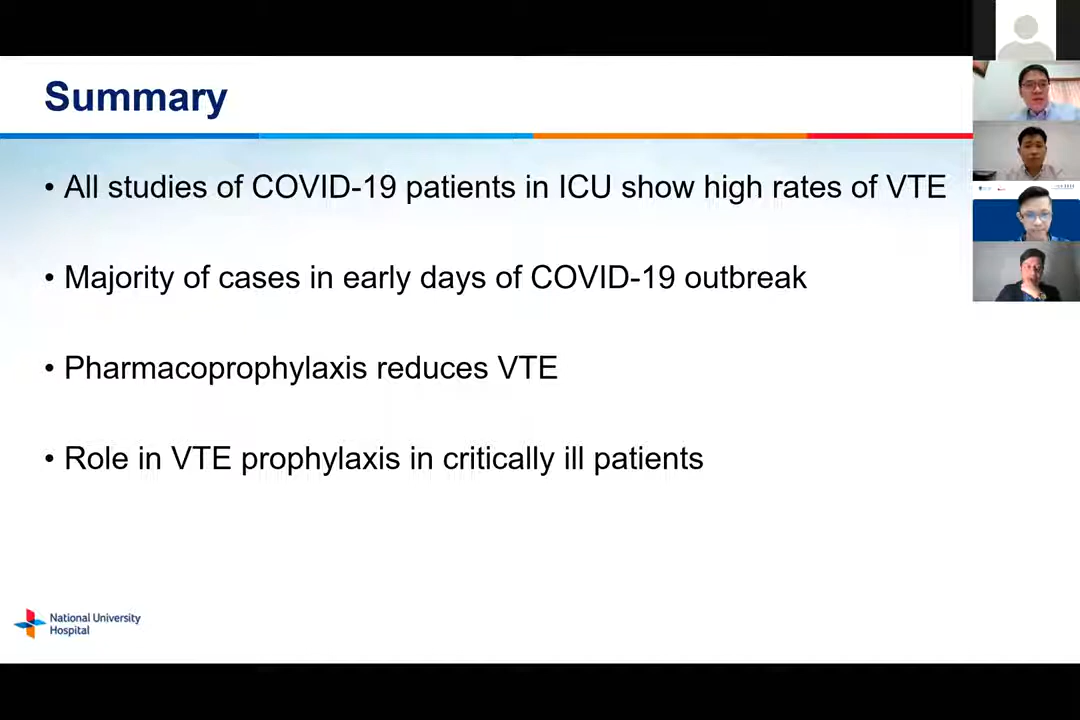 Summary
• All studies of COVID-19 patients in ICU show high rates of VTE
• Majority of cases in early days of COVID-19 outbreak
• Pharmacoprophylaxis reduces VTE
• Role in VTE prophylaxis in critically ill patients
National University
Hospital